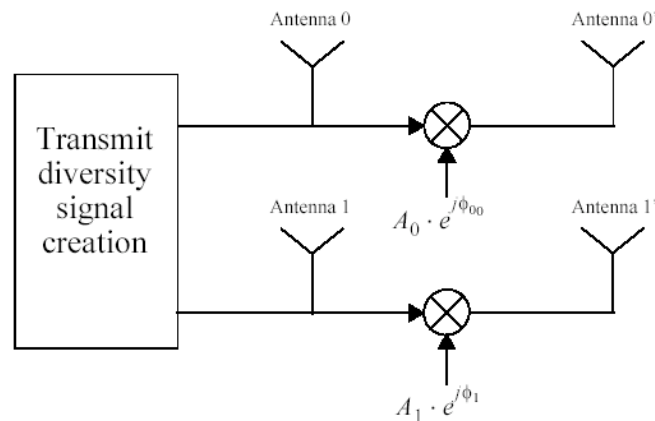 Antenna 0
Antenna 0'
Transmit
diversity
signal
creation
A₀ · e^{jϕ₀₀}
Antenna 1
Antenna 1'
A₁ · e^{jϕ₁}